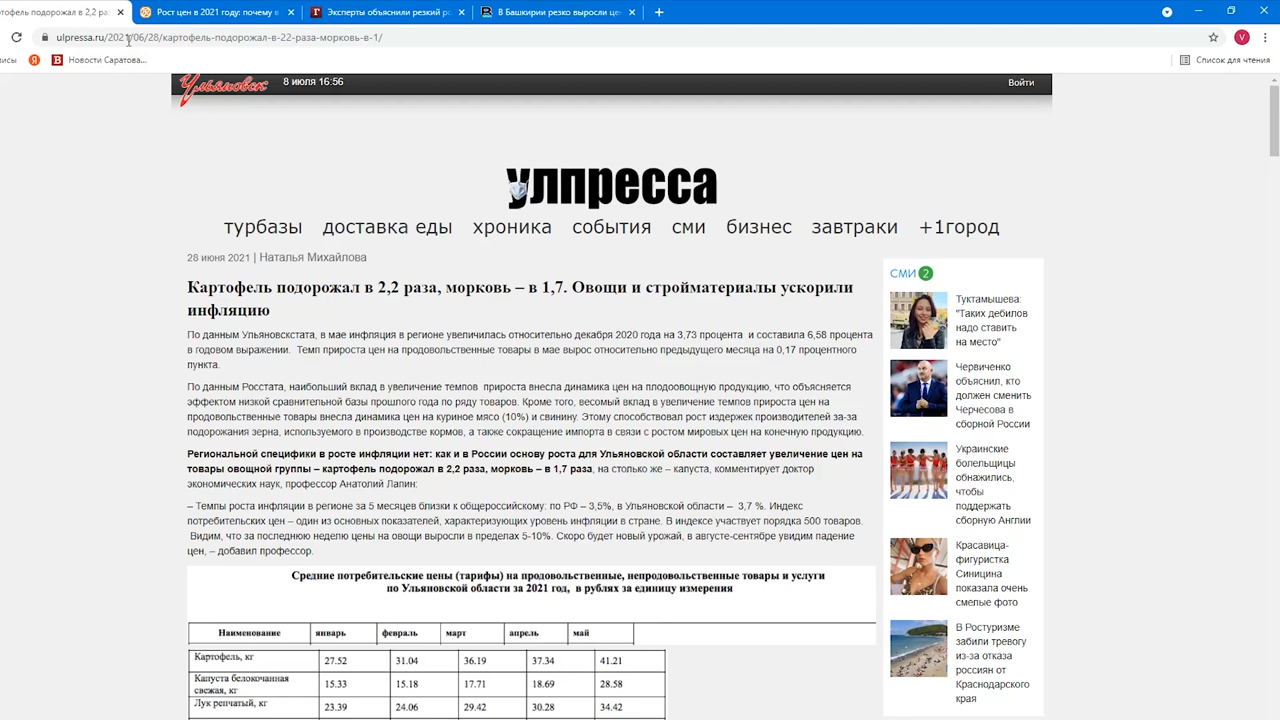 тофель подорожал в 2,2 ра
Рост цен в 2021 году: почему в
Эксперты объяснили резкий ро
В Башкирии резко выросли це
ulpressa.ru/2021/06/28/картофель-подорожал-в-22-раза-морковь-в-1/
V
исы
Я
Новости Саратова...
Список для чтения
Ульяновск
8 июля 16:56
Войти
улпресса
турбазы доставка еды хроника события сми бизнес завтраки +1город
28 июня 2021 | Наталья Михайлова
Картофель подорожал в 2,2 раза, морковь – в 1,7. Овощи и стройматериалы ускорили
инфляцию
По данным Ульяновскстата, в мае инфляция в регионе увеличилась относительно декабря 2020 года на 3,73 процента и составила 6,58 процента
в годовом выражении. Темп прироста цен на продовольственные товары в мае вырос относительно предыдущего месяца на 0,17 процентного
пункта.
По данным Росстата, наибольший вклад в увеличение темпов прироста внесла динамика цен на плодоовощную продукцию, что объясняется
эффектом низкой сравнительной базы прошлого года по ряду товаров. Кроме того, весомый вклад в увеличение темпов прироста цен на
продовольственные товары внесла динамика цен на куриное мясо (10%) и свинину. Этому способствовал рост издержек производителей за-за
подорожания зерна, используемого в производстве кормов, а также сокращение импорта в связи с ростом мировых цен на конечную продукцию.
Региональной специфики в росте инфляции нет: как и в России основу роста для Ульяновской области составляет увеличение цен на
товары овощной группы – картофель подорожал в 2,2 раза, морковь – в 1,7 раза, на столько же – капуста, комментирует доктор
экономических наук, профессор Анатолий Лапин:
– Темпы роста инфляции в регионе за 5 месяцев близки к общероссийскому: по РФ – 3,5%, в Ульяновской области – 3,7 %. Индекс
потребительских цен – один из основных показателей, характеризующих уровень инфляции в стране. В индексе участвует порядка 500 товаров.
Видим, что за последнюю неделю цены на овощи выросли в пределах 5-10%. Скоро будет новый урожай, в августе-сентябре увидим падение
цен, – добавил профессор.
Средние потребительские цены (тарифы) на продовольственные, непродовольственные товары и услуги
по Ульяновской области за 2021 год, в рублях за единицу измерения
Наименование январь февраль март апрель май
Картофель, кг 27.52 31.04 36.19 37.34 41.21
Капуста белокочанная
свежая, кг 15.33 15.18 17.71 18.69 28.58
Лук репчатый, кг 23.39 24.06 29.42 30.28 34.42
СМИ 2
Туктамышева:
"Таких дебилов
надо ставить
на место"
Червиченко
объяснил, кто
должен сменить
Черчесова в
сборной России
Украинские
болельщицы
обнажились,
чтобы
поддержать
сборную Англии
Красавица-
фигуристка
Синицина
показала очень
смелые фото
В Ростуризме
забили тревогу
из-за отказа
россиян от
Краснодарского
края